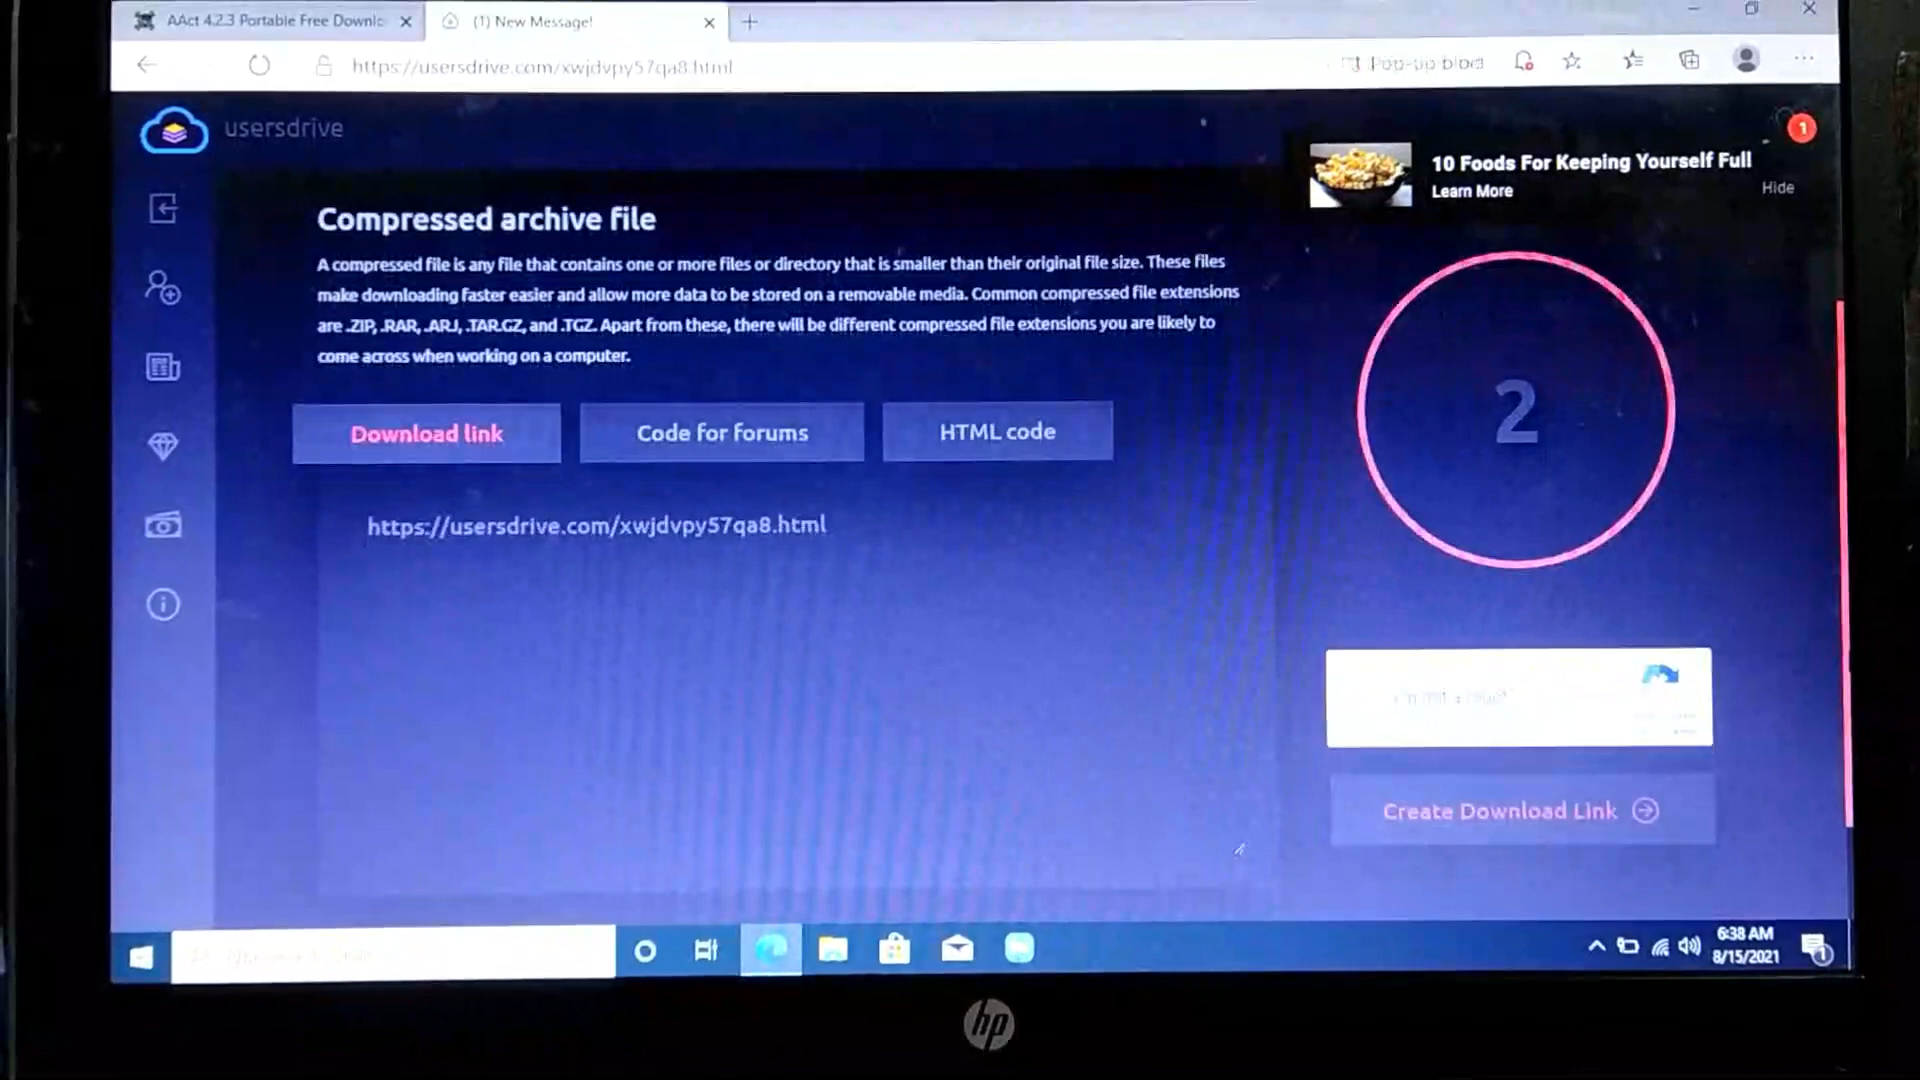 AAct 4.2.3 Portable Free Downlc
(1) New Message!
https://usersdrive.com/xwjdvpy57qa8.html
usersdrive
1
10 Foods For Keeping Yourself Full
Learn More
Hide
Compressed archive file
A compressed file is any file that contains one or more files or directory that is smaller than their original file size. These files
make downloading faster easier and allow more data to be stored on a removable media. Common compressed file extensions
are .ZIP, .RAR, .ARJ, .TAR.GZ, and .TGZ. Apart from these, there will be different compressed file extensions you are likely to
come across when working on a computer.
2
Download link
Code for forums
HTML code
https://usersdrive.com/xwjdvpy57qa8.html
Create Download Link
6:38 AM
8/15/2021
1
hp